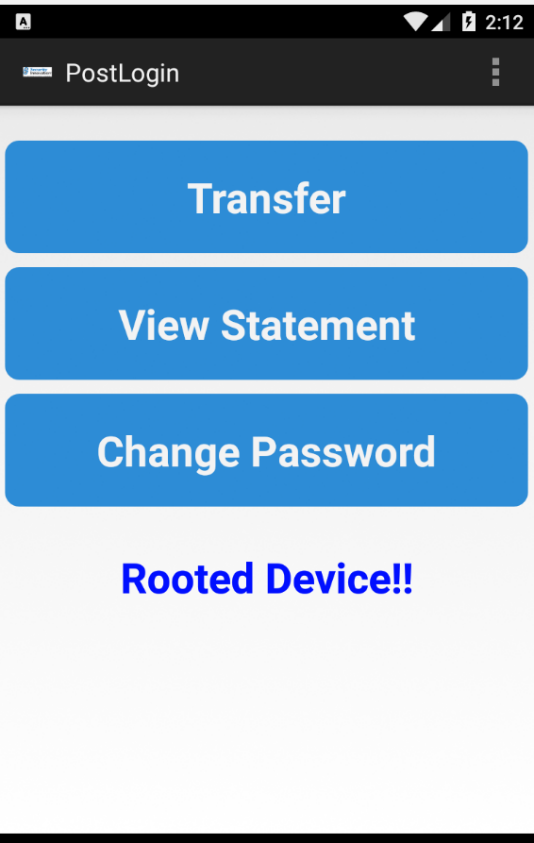 2:12
PostLogin
Transfer
View Statement
Change Password
Rooted Device!!